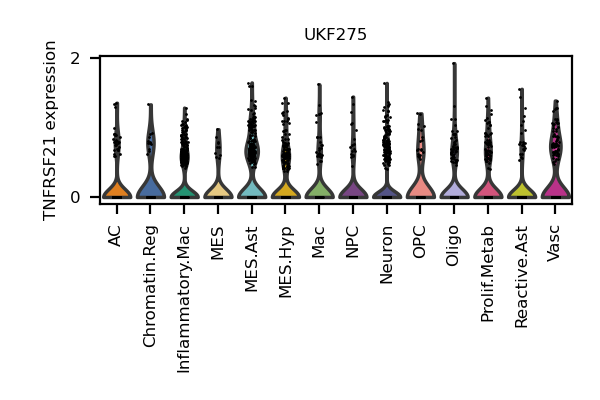 UKF275
TNFRSF21 expression
2
0
AC
Chromatin.Reg
Inflammatory.Mac
MES
MES.Ast
MES.Hyp
Mac
NPC
Neuron
OPC
Oligo
Prolif.Metab
Reactive.Ast
Vasc